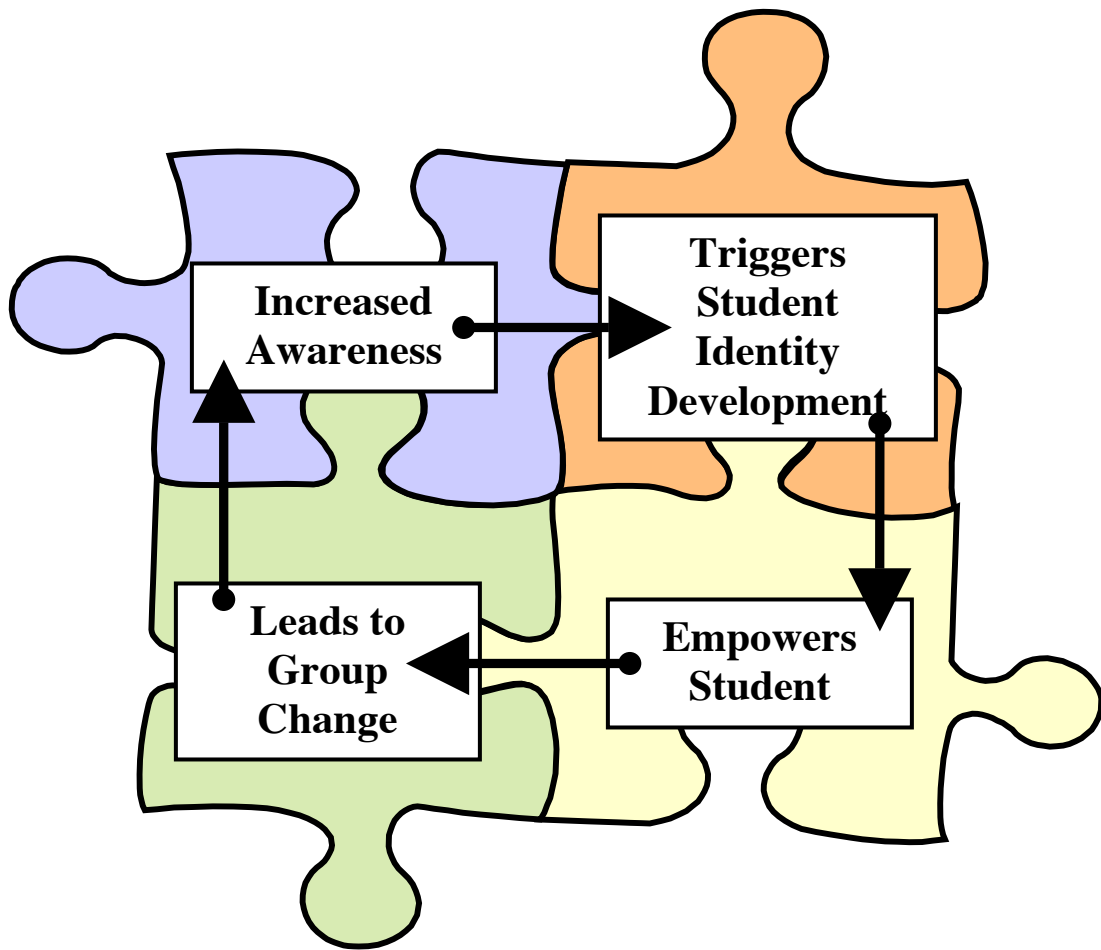 Increased
Awareness
Triggers
Student
Identity
Development
Empowers
Student
Leads to
Group
Change